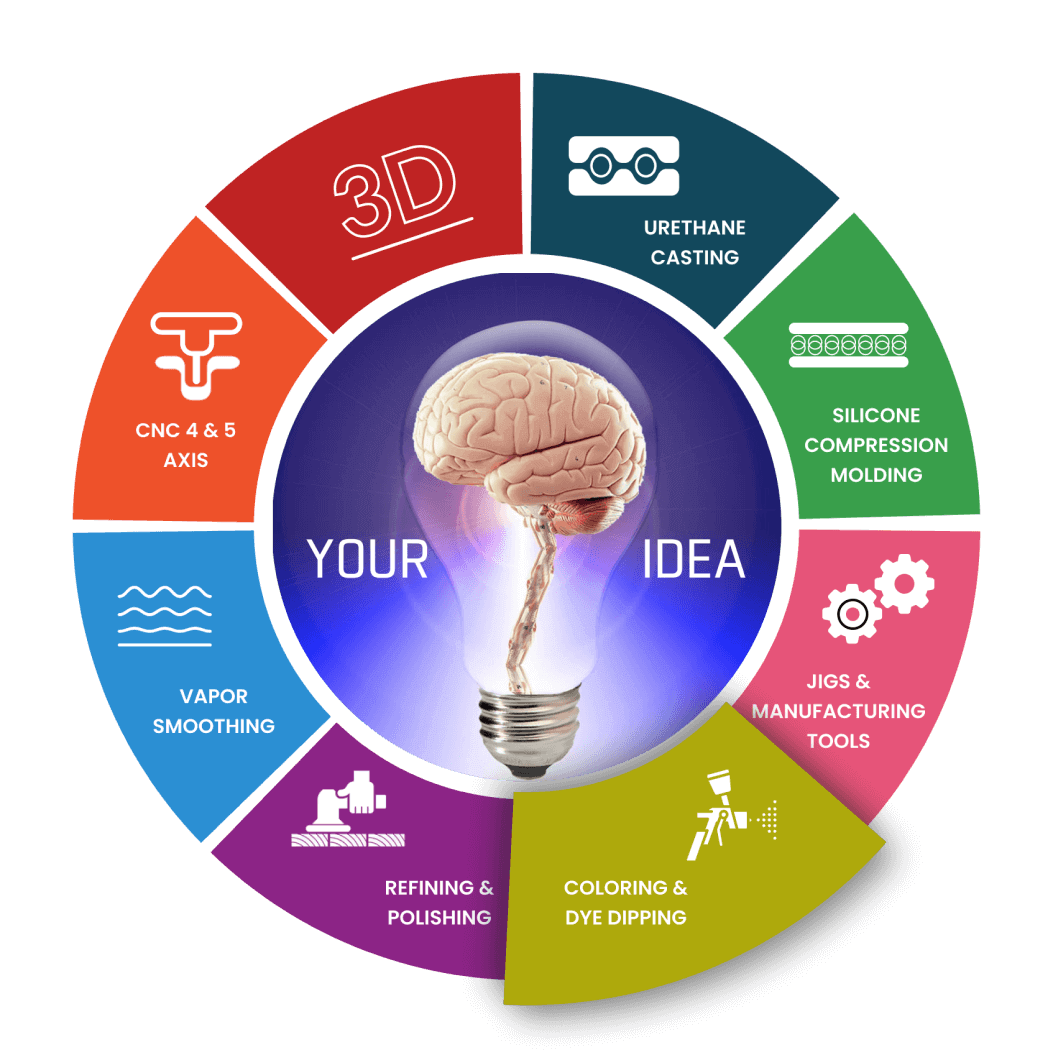 3D
URETHANE
CASTING
SILICONE
COMPRESSION
MOLDING
JIGS &
MANUFACTURING
TOOLS
COLORING &
DYE DIPPING
REFINING &
POLISHING
VAPOR
SMOOTHING
CNC 4 & 5
AXIS
YOUR IDEA